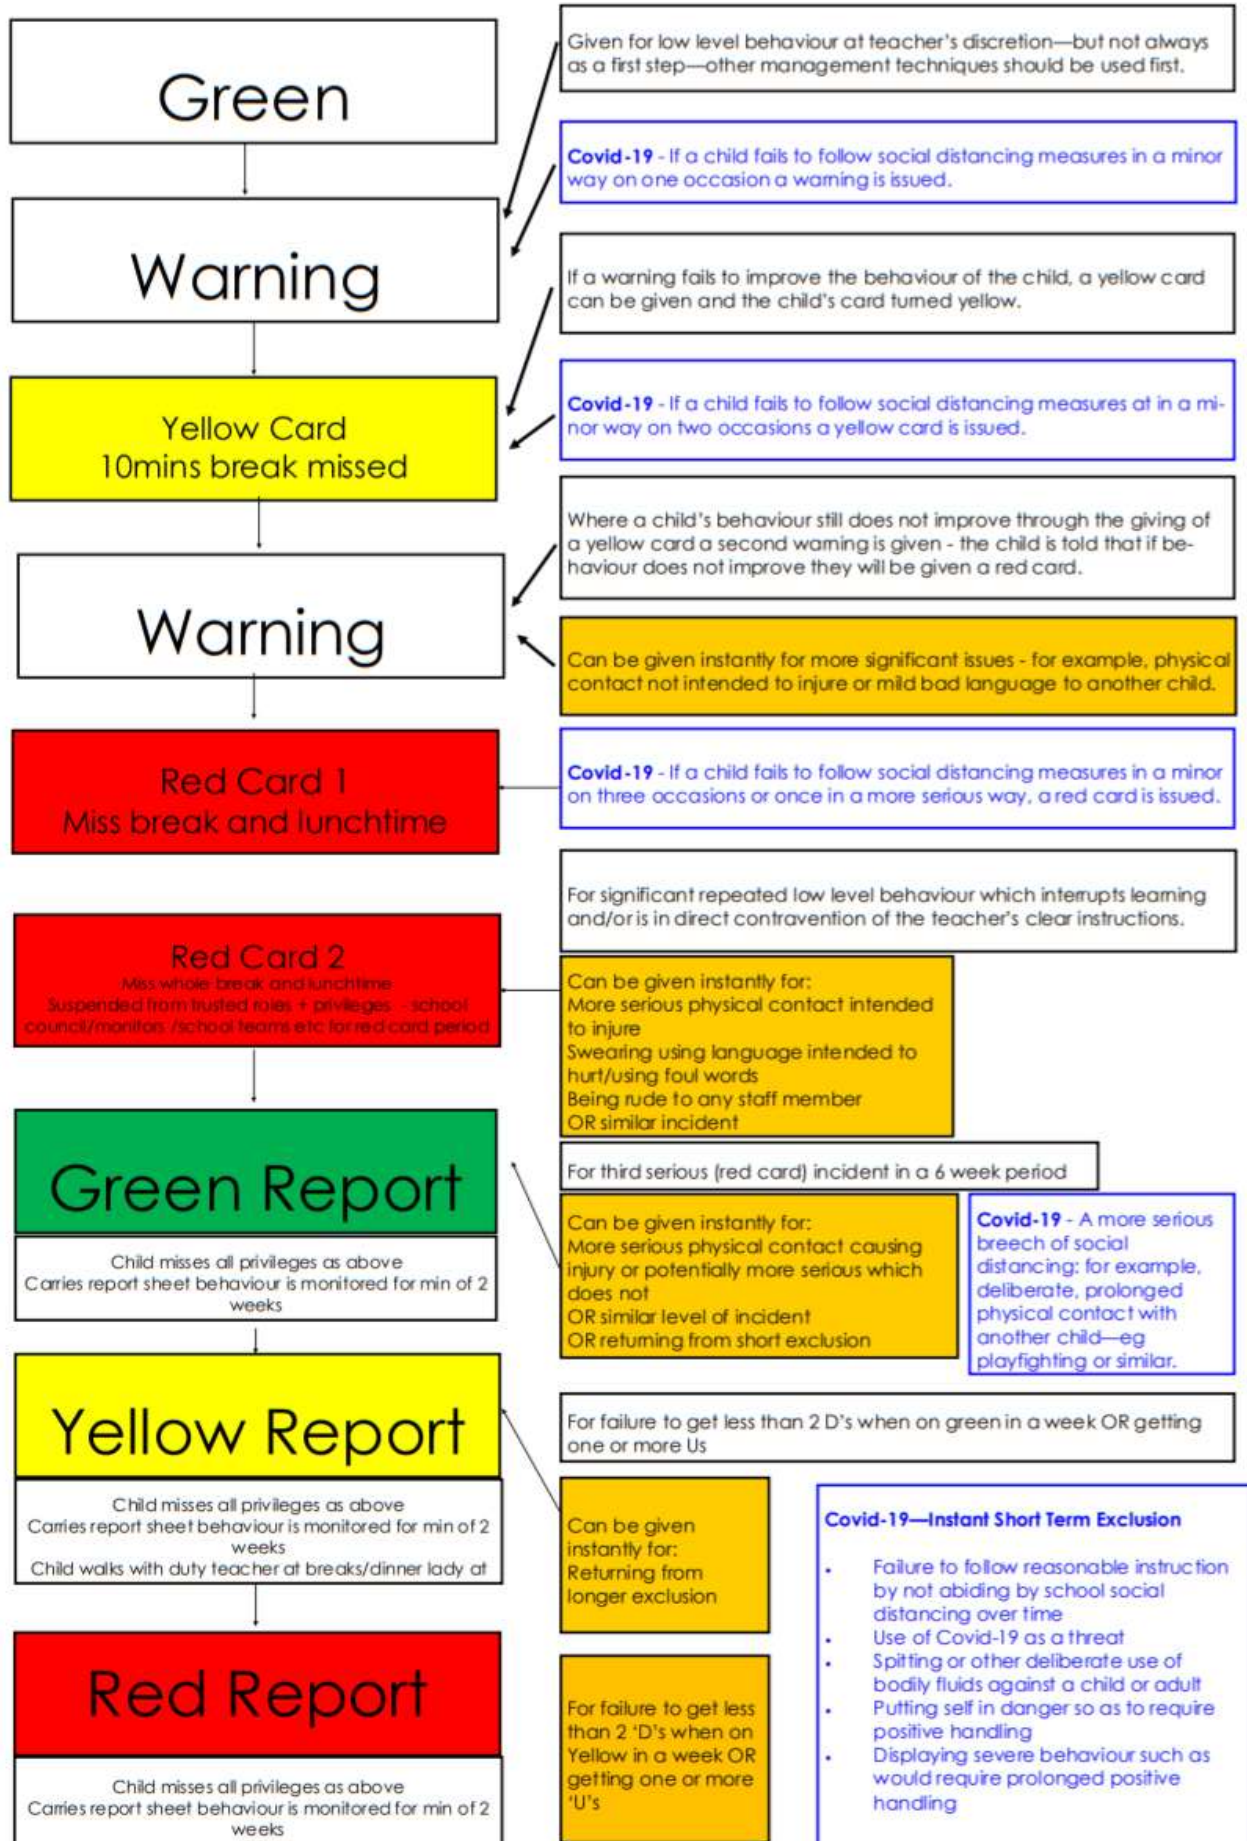 Green
Given for low level behaviour at teacher's discretion—but not always
as a first step—other management techniques should be used first.
Covid-19 - If a child fails to follow social distancing measures in a minor
way on one occasion a warning is issued.
Warning
If a warning fails to improve the behaviour of the child, a yellow card
can be given and the child's card turned yellow.
Yellow Card
10mins break missed
Covid-19 - If a child fails to follow social distancing measures at in a mi-
nor way on two occasions a yellow card is issued.
Where a child's behaviour still does not improve through the giving of
a yellow card a second warning is given - the child is told that if be-
haviour does not improve they will be given a red card.
Warning
Can be given instantly for more significant issues - for example, physical
contact not intended to injure or mild bad language to another child.
Red Card 1
Miss break and lunchtime
Covid-19 - If a child fails to follow social distancing measures in a minor
on three occasions or once in a more serious way, a red card is issued.
For significant repeated low level behaviour which interrupts learning
and/or is in direct contravention of the teacher's clear instructions.
Red Card 2
Miss whole break and lunchtime
Suspended from trusted roles + privileges - school
council/monitors /school teams etc for red card period
Can be given instantly for:
More serious physical contact intended
to injure
Swearing using language intended to
hurt/using foul words
Being rude to any staff member
OR similar incident
Green Report
Child misses all privileges as above
Carries report sheet behaviour is monitored for min of 2
weeks
For third serious (red card) incident in a 6 week period
Can be given instantly for:
More serious physical contact causing
injury or potentially more serious which
does not
OR similar level of incident
OR returning from short exclusion
Covid-19 - A more serious
breech of social
distancing: for example,
deliberate, prolonged
physical contact with
another child—eg
playfighting or similar.
Yellow Report
Child misses all privileges as above
Carries report sheet behaviour is monitored for min of 2
weeks
Child walks with duty teacher at breaks/dinner lady at
For failure to get less than 2 D's when on green in a week OR getting
one or more Us
Can be given
instantly for:
Returning from
longer exclusion
Covid-19—Instant Short Term Exclusion
• Failure to follow reasonable instruction
by not abiding by school social
distancing over time
• Use of Covid-19 as a threat
• Spitting or other deliberate use of
bodily fluids against a child or adult
• Putting self in danger so as to require
positive handling
• Displaying severe behaviour such as
would require prolonged positive
handling
Red Report
Child misses all privileges as above
Carries report sheet behaviour is monitored for min of 2
weeks
For failure to get less
than 2 'D's when on
Yellow in a week OR
getting one or more
'U's